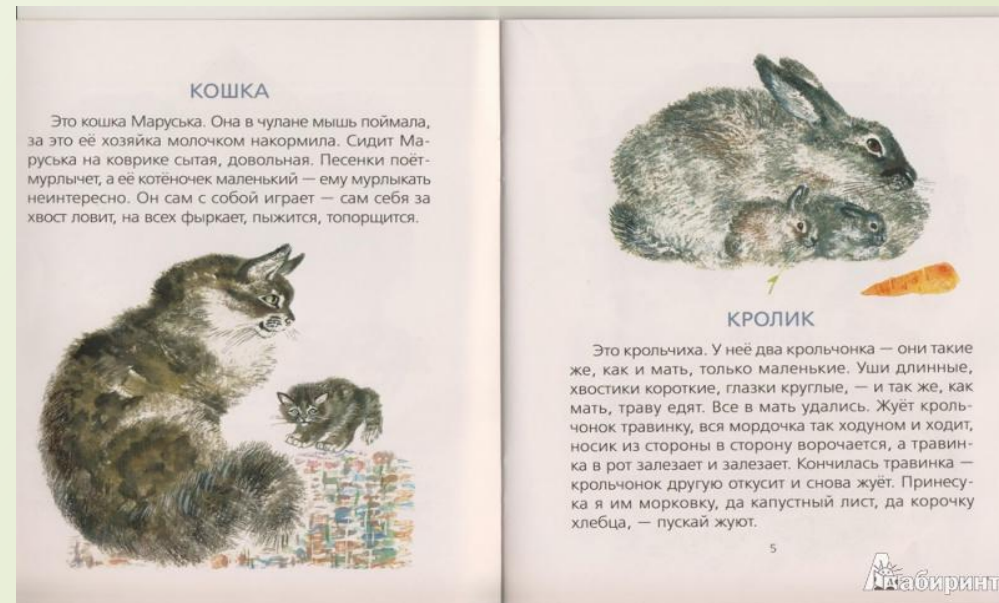 КОШКА
Это кошка Маруська. Она в чулане мышь поймала,
за это её хозяйка молочком накормила. Сидит Ма-
руська на коврике сытая, довольная. Песенки поёт-
мурлычет, а её котёночек маленький — ему мурлыкать
неинтересно. Он сам с собой играет — сам себя за
хвост ловит, на всех фыркает, пыжится, топорщится.
КРОЛИК
Это крольчиха. У неё два крольчонка — они такие
же, как и мать, только маленькие. Уши длинные,
хвостики короткие, глазки круглые, — и так же, как
мать, траву едят. Все в мать удались. Жуёт кроль-
чонок травинку, вся мордочка так ходуном и ходит,
носик из стороны в сторону ворочается, а травин-
ка в рот залезает и залезает. Кончилась травинка —
крольчонок другую откусит и снова жуёт. Принесу-
ка я им морковку, да капустный лист, да корочку
хлебца, — пускай жуют.
5
Лабиринт